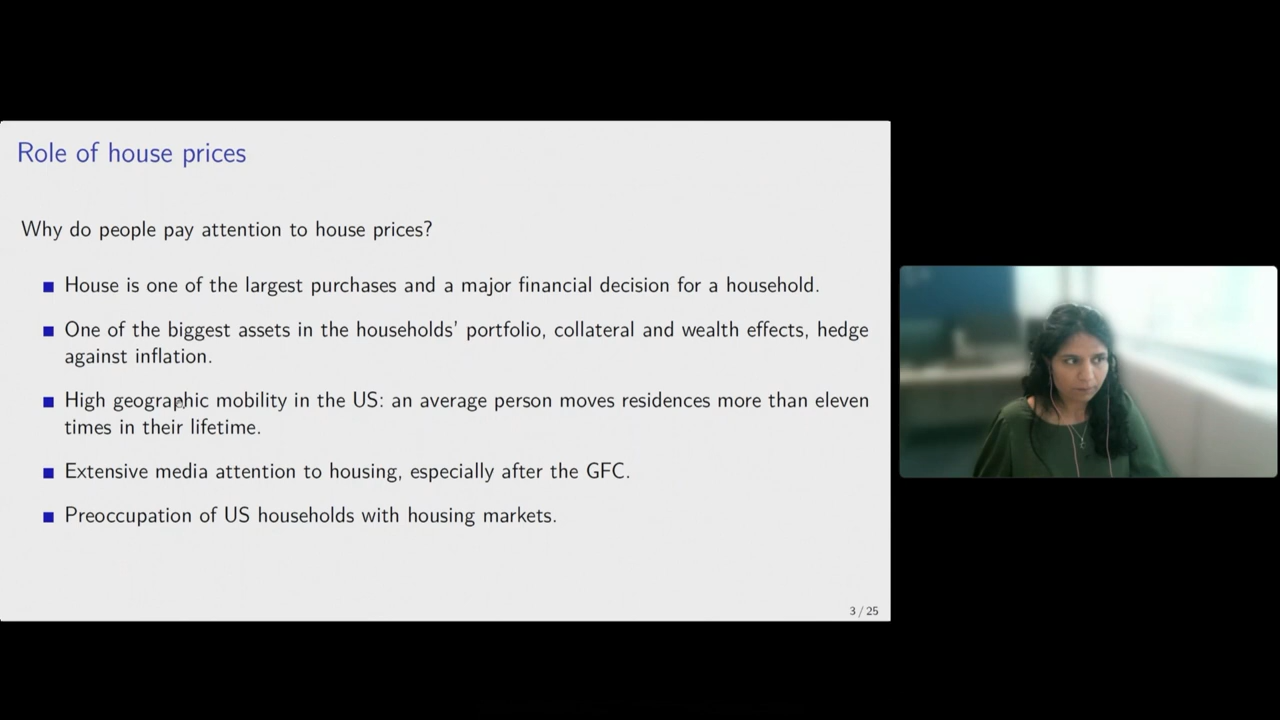 Role of house prices
Why do people pay attention to house prices?
House is one of the largest purchases and a major financial decision for a household.
One of the biggest assets in the households' portfolio, collateral and wealth effects, hedge
against inflation.
High geographic mobility in the US: an average person moves residences more than eleven
times in their lifetime.
Extensive media attention to housing, especially after the GFC.
Preoccupation of US households with housing markets.
3 / 25